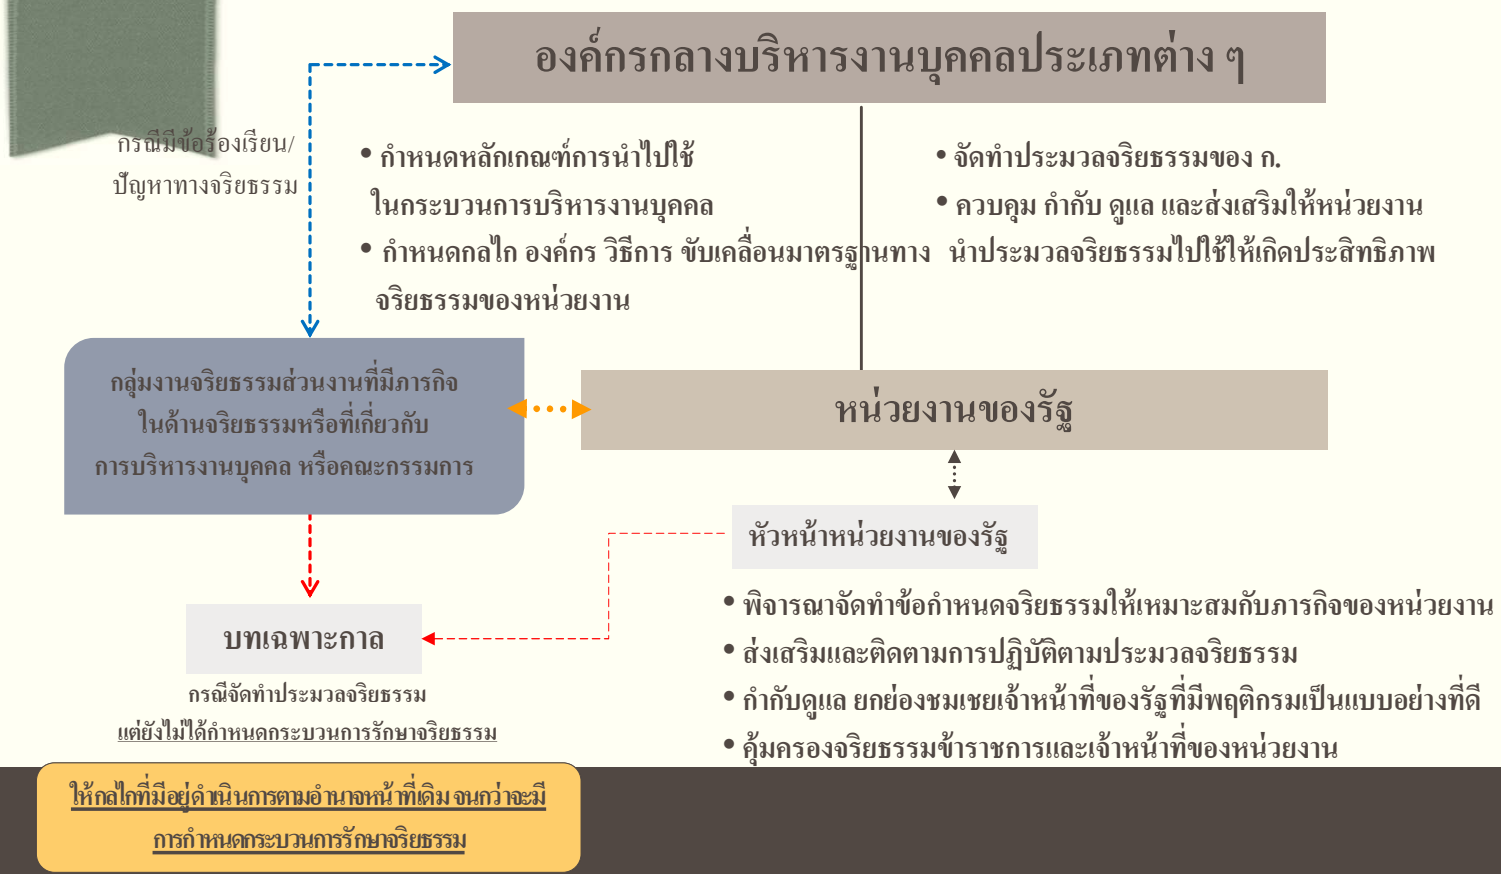 องค์กรกลางบริหารงานบุคคลประเภทต่าง ๆ
กรณีมีข้อร้องเรียน/
ปัญหาทางจริยธรรม
• กำหนดหลักเกณฑ์การนำไปใช้
ในกระบวนการบริหารงานบุคคล
• กำหนดกลไก องค์กร วิธีการ ขับเคลื่อนมาตรฐานทาง
จริยธรรมของหน่วยงาน
• จัดทำประมวลจริยธรรมของ ก.
• ควบคุม กำกับ ดูแล และส่งเสริมให้หน่วยงาน
นำประมวลจริยธรรมไปใช้ให้เกิดประสิทธิภาพ
กลุ่มงานจริยธรรมส่วนงานที่มีภารกิจ
ในด้านจริยธรรมหรือที่เกี่ยวกับ
การบริหารงานบุคคล หรือคณะกรรมการ
หน่วยงานของรัฐ
หัวหน้าหน่วยงานของรัฐ
• พิจารณาจัดทำข้อกำหนดจริยธรรมให้เหมาะสมกับภารกิจของหน่วยงาน
• ส่งเสริมและติดตามการปฏิบัติตามประมวลจริยธรรม
• กำกับดูแล ยกย่องชมเชยเจ้าหน้าที่ของรัฐที่มีพฤติกรมเป็นแบบอย่างที่ดี
• คุ้มครองจริยธรรมข้าราชการและเจ้าหน้าที่ของหน่วยงาน
บทเฉพาะกาล
กรณีจัดทำประมวลจริยธรรม
แต่ยังไม่ได้กำหนดกระบวนการรักษาจริยธรรม
ให้กลไกที่มีอยู่ดำเนินการตามอำนาจหน้าที่เดิม จนกว่าจะมี
การกำหนดกระบวนการรักษาจริยธรรม